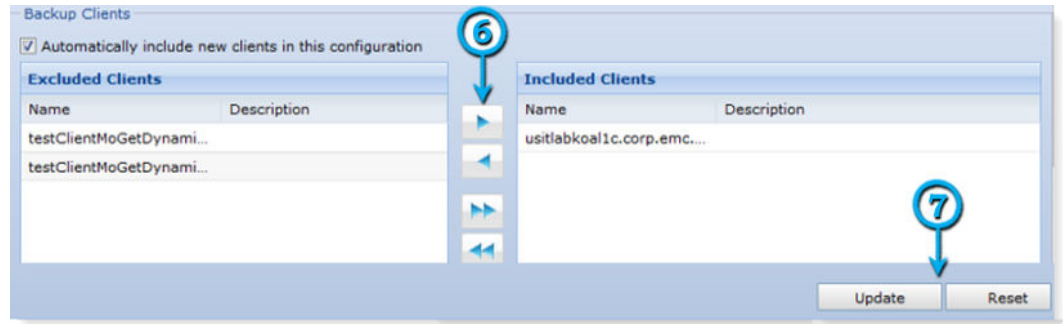 Backup Clients
Automatically include new clients in this configuration
6
Excluded Clients
Included Clients
Name Description
Name Description
testClientMoGetDynami...
usitlabkoal1c.corp.emc....
testClientMoGetDynami...
7
Update Reset